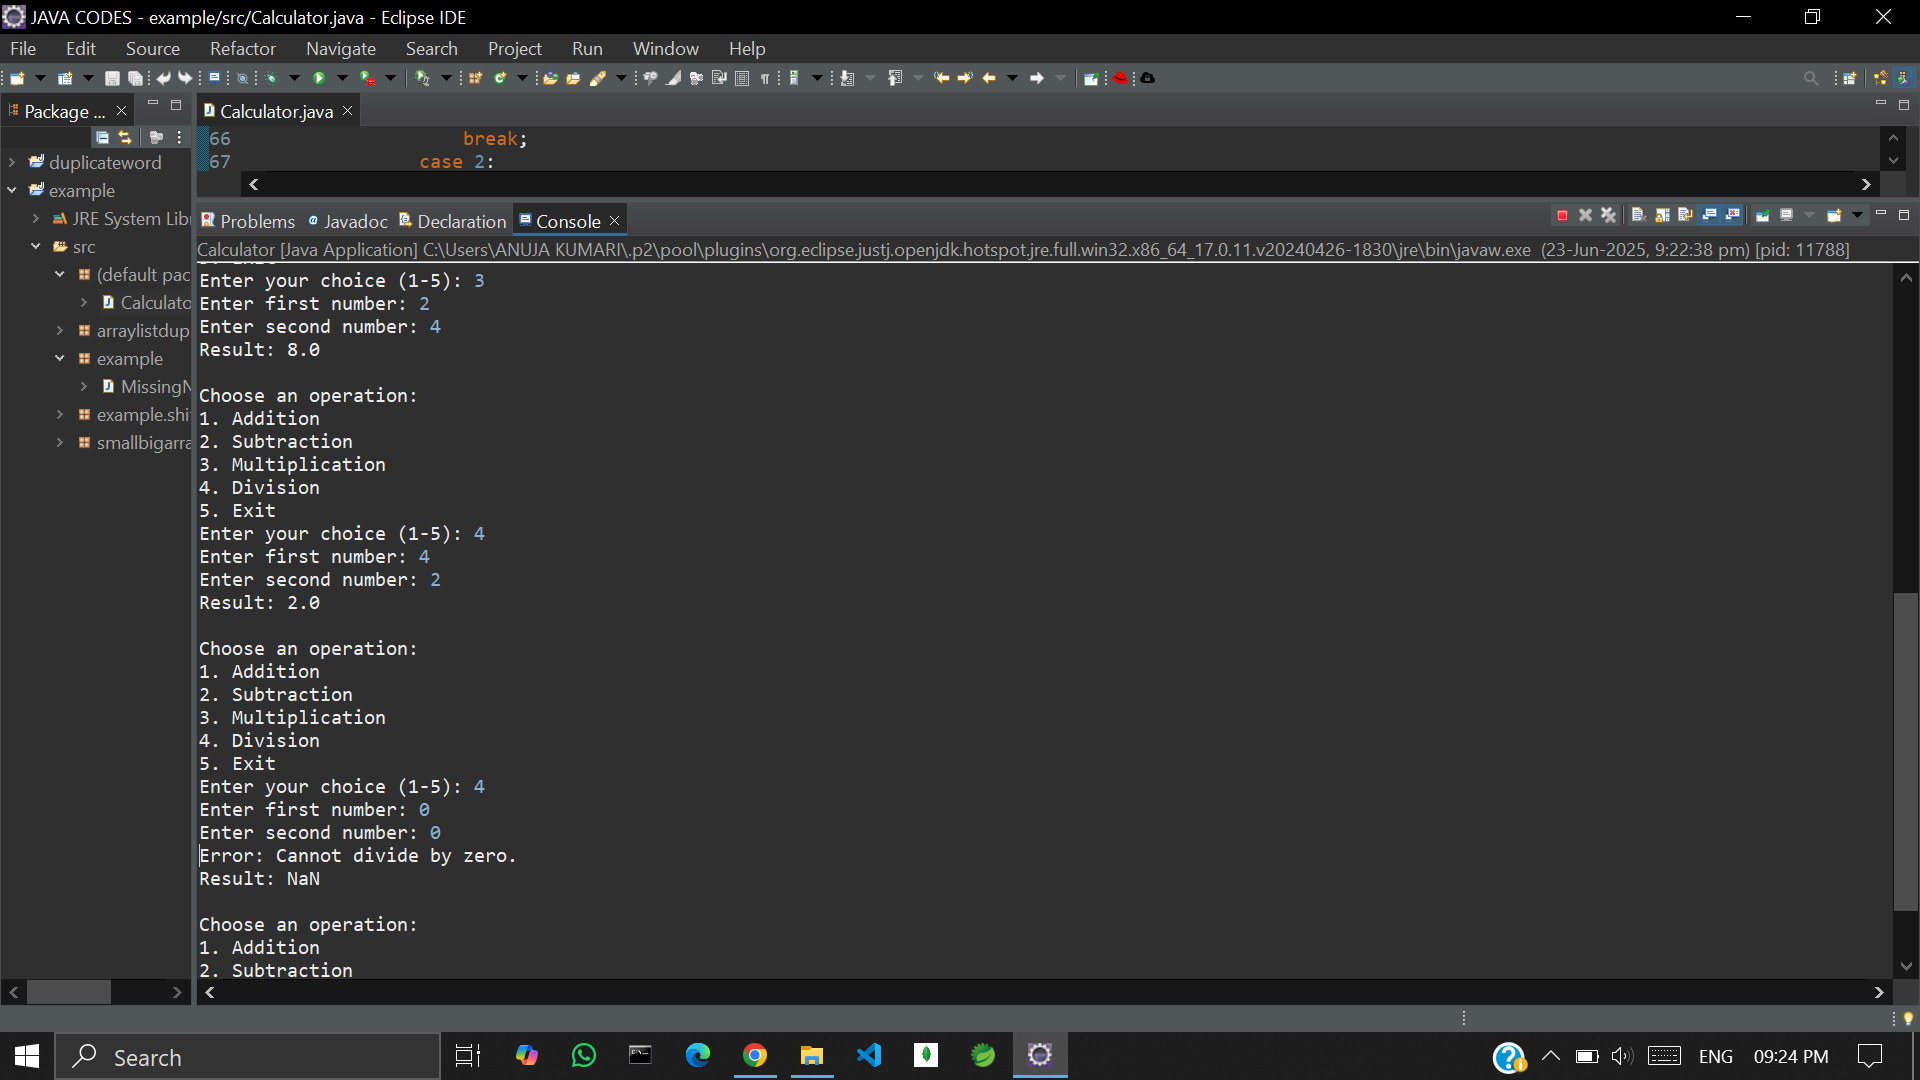 JAVA CODES - example/src/Calculator.java - Eclipse IDE
File Edit Source Refactor Navigate Search Project Run Window Help
Package ...
Calculator.java
duplicateword
example
JRE System Lib
src
(default pac
Calculato
arraylistdup
example
MissingN
example.shi
smallbigarra
66 break;
67 case 2:
Problems Javadoc Declaration Console
Calculator [Java Application] C:\Users\ANUJA KUMARI\.p2\pool\plugins\org.eclipse.justj.openjdk.hotspot.jre.full.win32.x86_64_17.0.11.v20240426-1830\jre\bin\javaw.exe (23-Jun-2025, 9:22:38 pm) [pid: 11788]
Enter your choice (1-5): 3
Enter first number: 2
Enter second number: 4
Result: 8.0
Choose an operation:
1. Addition
2. Subtraction
3. Multiplication
4. Division
5. Exit
Enter your choice (1-5): 4
Enter first number: 4
Enter second number: 2
Result: 2.0
Choose an operation:
1. Addition
2. Subtraction
3. Multiplication
4. Division
5. Exit
Enter your choice (1-5): 4
Enter first number: 0
Enter second number: 0
Error: Cannot divide by zero.
Result: NaN
Choose an operation:
1. Addition
2. Subtraction
Search
ENG 09:24 PM